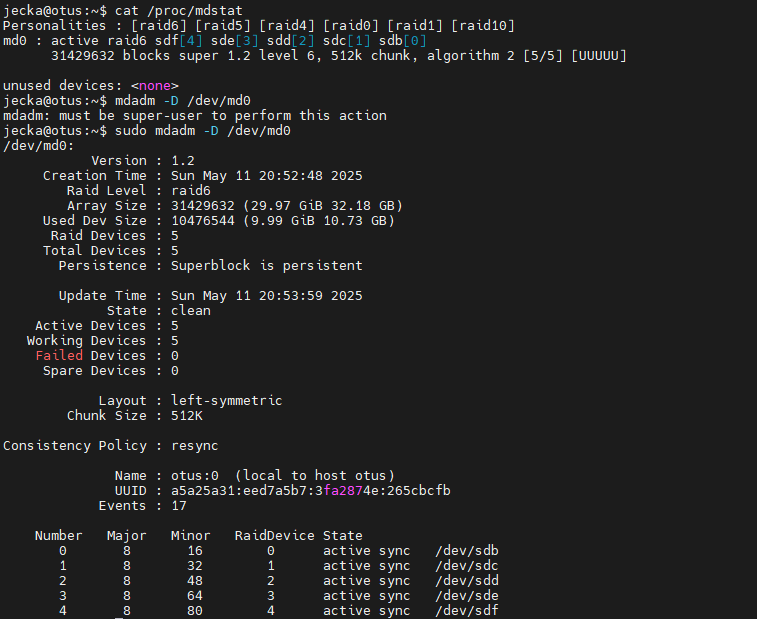 jecka@otus:~$ cat /proc/mdstat
Personalities : [raid6] [raid5] [raid4] [raid0] [raid1] [raid10]
md0 : active raid6 sdf[4] sde[3] sdd[2] sdc[1] sdb[0]
      31429632 blocks super 1.2 level 6, 512k chunk, algorithm 2 [5/5] [UUUUU]

unused devices: <none>
jecka@otus:~$ mdadm -D /dev/md0
mdadm: must be super-user to perform this action
jecka@otus:~$ sudo mdadm -D /dev/md0
/dev/md0:
           Version : 1.2
     Creation Time : Sun May 11 20:52:48 2025
        Raid Level : raid6
        Array Size : 31429632 (29.97 GiB 32.18 GB)
     Used Dev Size : 10476544 (9.99 GiB 10.73 GB)
      Raid Devices : 5
     Total Devices : 5
       Persistence : Superblock is persistent

       Update Time : Sun May 11 20:53:59 2025
             State : clean
    Active Devices : 5
   Working Devices : 5
    Failed Devices : 0
     Spare Devices : 0

            Layout : left-symmetric
        Chunk Size : 512K

Consistency Policy : resync

              Name : otus:0  (local to host otus)
              UUID : a5a25a31:eed7a5b7:3fa2874e:265cbcfb
            Events : 17

    Number   Major   Minor   RaidDevice State
       0       8       16        0      active sync   /dev/sdb
       1       8       32        1      active sync   /dev/sdc
       2       8       48        2      active sync   /dev/sdd
       3       8       64        3      active sync   /dev/sde
       4       8       80        4      active sync   /dev/sdf